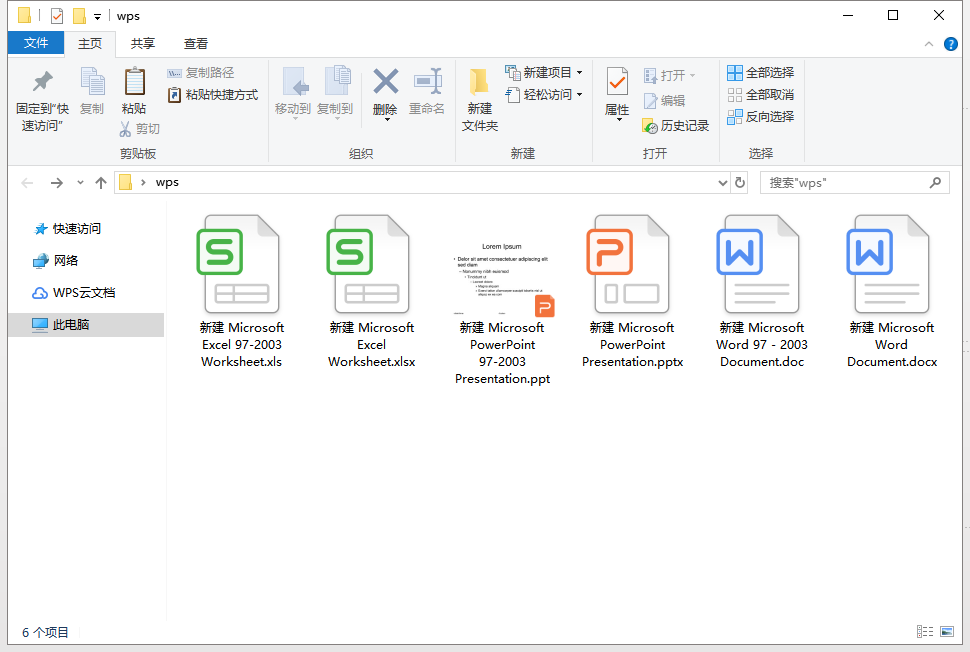 wps
文件 主页 共享 查看
固定到"快
速访问"
复制
粘贴
复制路径
粘贴快捷方式
剪切
剪贴板
移动到 复制到
删除 重命名
组织
新建
文件夹
新建项目
轻松访问
新建
属性
打开
编辑
历史记录
打开
全部选择
全部取消
反向选择
选择
wps
搜索"wps"
快速访问
网络
WPS云文档
此电脑
S
新建 Microsoft
Excel 97-2003
Worksheet.xls
S
新建 Microsoft
Excel
Worksheet.xlsx
Lorem Ipsum
Dolor sit amet consectetuer adipiscing elit
sed diam
P
新建 Microsoft
PowerPoint
97-2003
Presentation.ppt
P
新建 Microsoft
PowerPoint
Presentation.pptx
W
新建 Microsoft
Word 97 - 2003
Document.doc
W
新建 Microsoft
Word
Document.docx
6 个项目